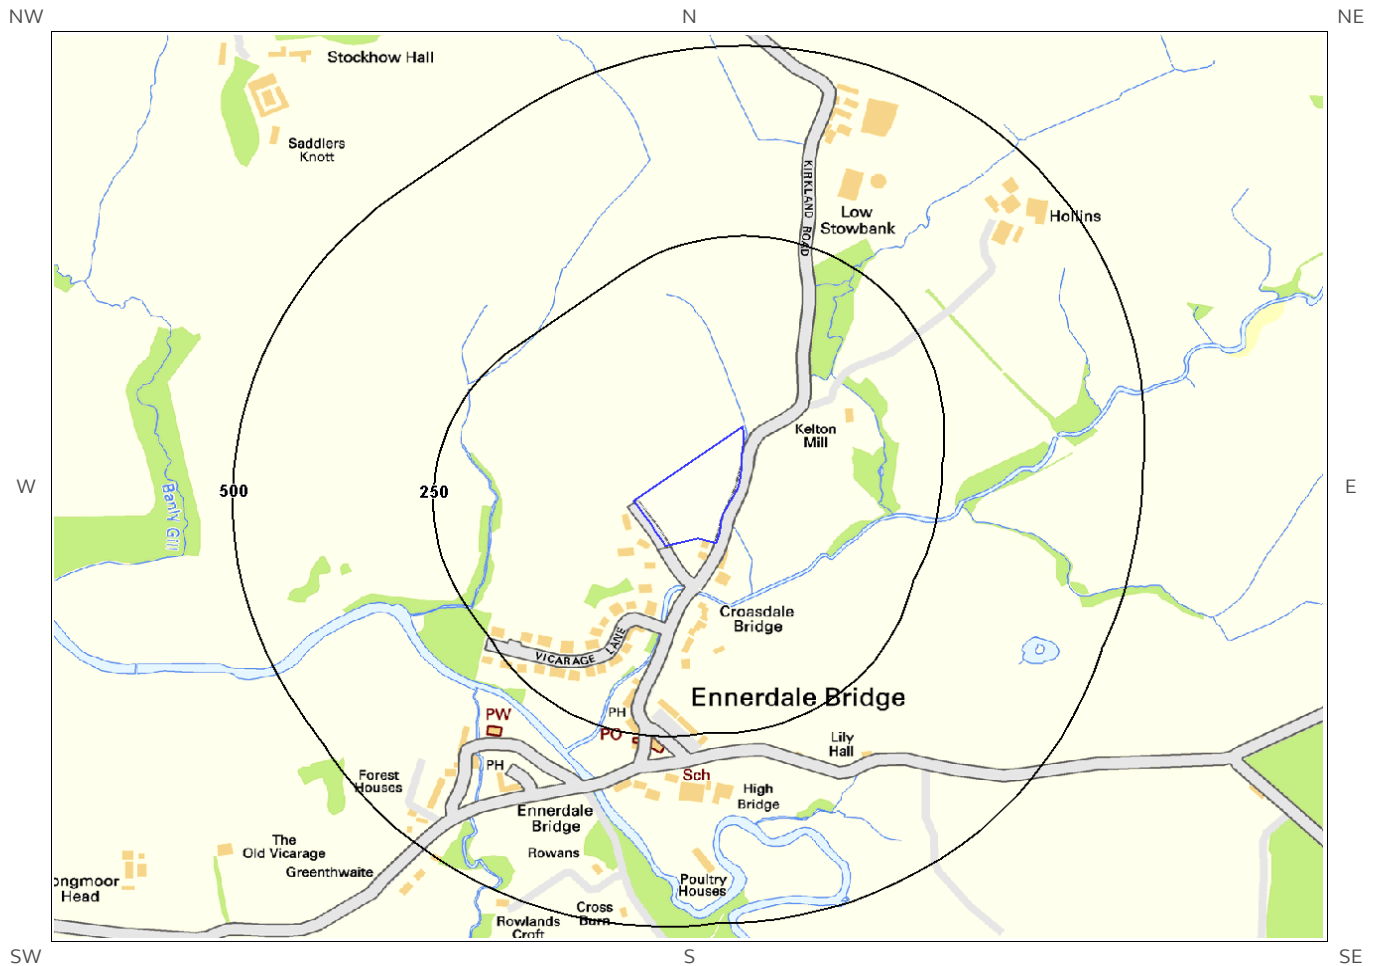 NW
N
NE
Stockhow Hall
Saddlers
Knott
KIRKLAND ROAD
Low
Stowbank
Hollins
Kelton
Mill
W
500
250
E
Banly Gill
Croasdale
Bridge
VICARAGE LANE
Ennerdale Bridge
PW
PH
PO
Lily
Hall
PH
Sch
Forest
Houses
High
Bridge
Ennerdale
Bridge
The
Old Vicarage
Rowans
Greenthwaite
ongmoor
Head
Poultry
Houses
Cross
Burn
Rowlands
Croft
SW
S
SE